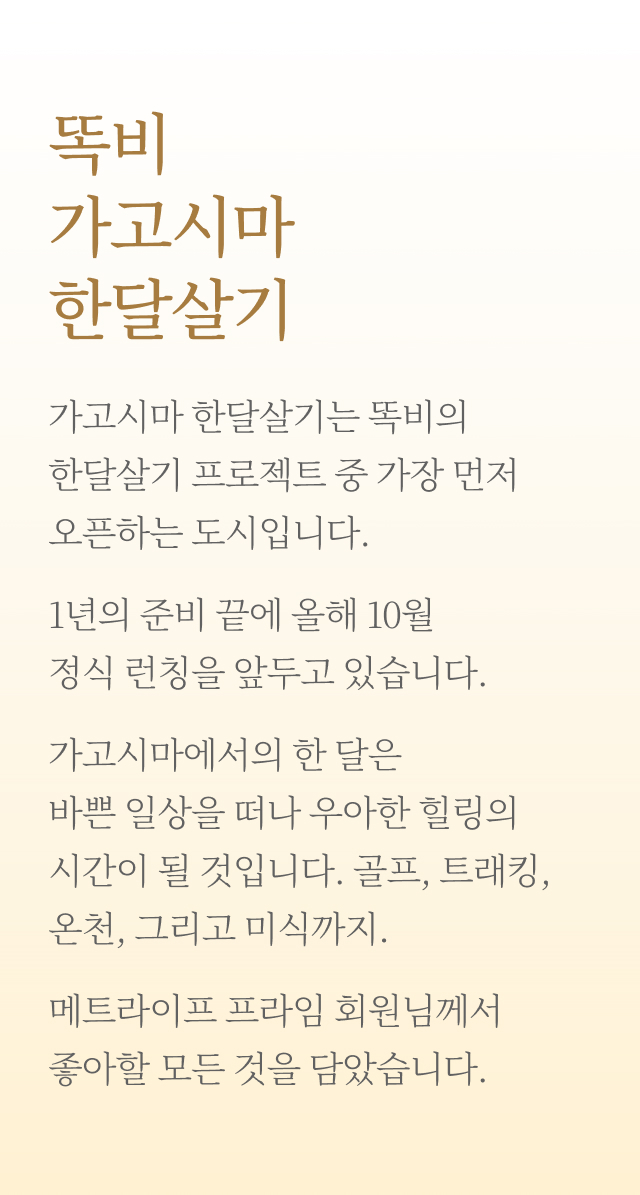 똑비
가고시마
한달살기
가고시마 한달살기는 똑비의
한달살기 프로젝트 중 가장 먼저
오픈하는 도시입니다.
1년의 준비 끝에 올해 10월
정식 런칭을 앞두고 있습니다.
가고시마에서의 한 달은
바쁜 일상을 떠나 우아한 힐링의
시간이 될 것입니다. 골프, 트래킹,
온천, 그리고 미식까지.
메트라이프 프라임 회원님께서
좋아할 모든 것을 담았습니다.